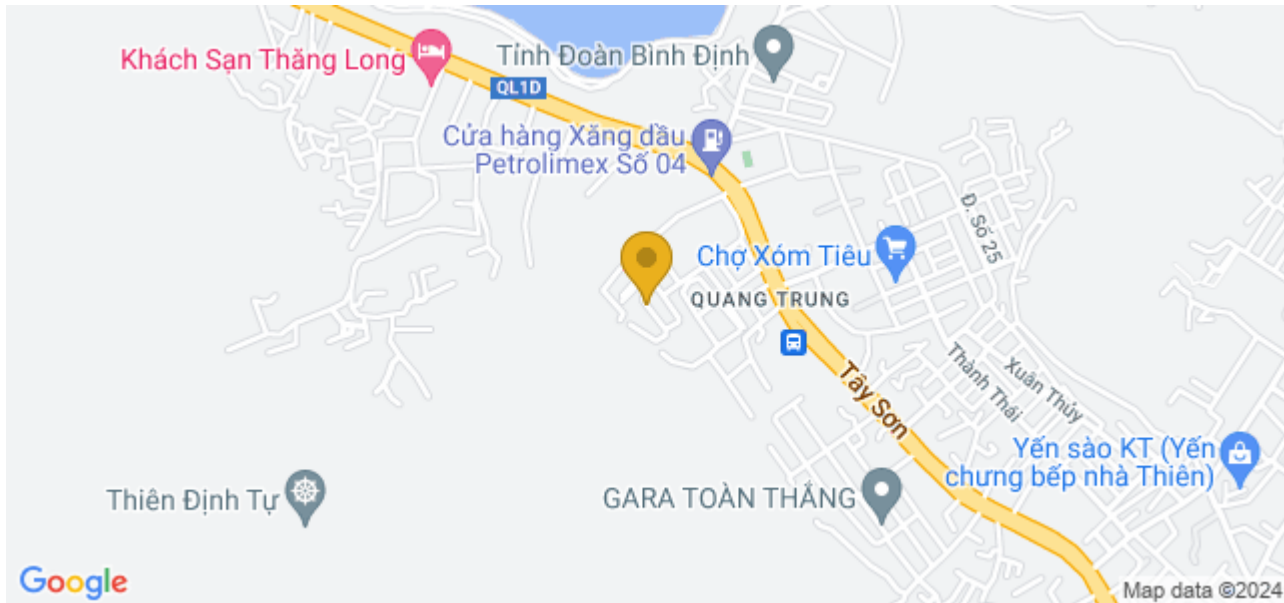 Khách Sạn Thăng Long
Tỉnh Đoàn Bình Định
QL1D
Cửa hàng Xăng dầu
Petrolimex Số 04
Đ. Số 25
Chợ Xóm Tiêu
QUANG TRUNG
Thành Thái
Xuân Thủy
Tây Sơn
Yến sào KT (Yến
chưng bếp nhà Thiên)
Thiên Định Tự
GARA TOÀN THẮNG
Google
Map data ©2024